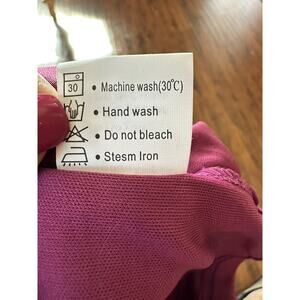 30 • Machine wash(30℃)
• Hand wash
• Do not bleach
• Stesm Iron